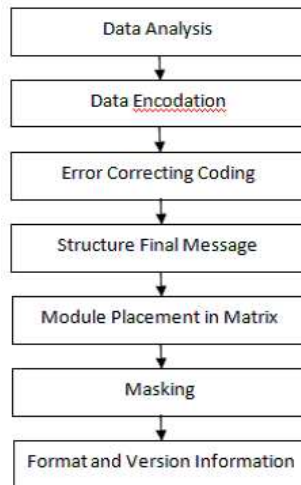 Data Analysis
Data Encodation
Error Correcting Coding
Structure Final Message
Module Placement in Matrix
Masking
Format and Version Information